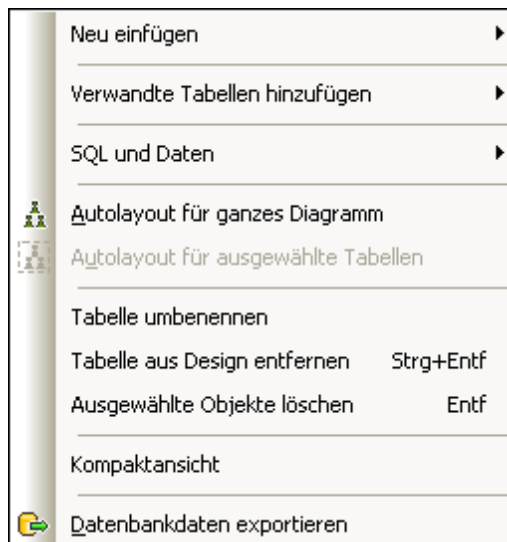 Neu einfügen
Verwandte Tabellen hinzufügen
SQL und Daten
Autolayout für ganzes Diagramm
Autolayout für ausgewählte Tabellen
Tabelle umbenennen
Tabelle aus Design entfernen Strg+Entf
Ausgewählte Objekte löschen Entf
Kompaktansicht
Datenbankdaten exportieren